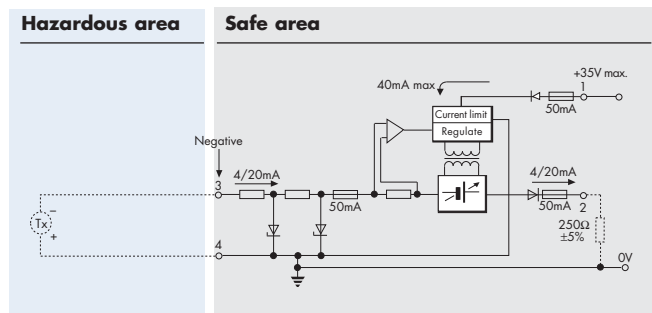 Hazardous area
Safe area
+35V max.
40mA max
1
Current limit
50mA
Regulate
Negative
3
4/20mA
4/20mA
50mA
50mA
2
Tx
−
+
250Ω
±5%
4
0V